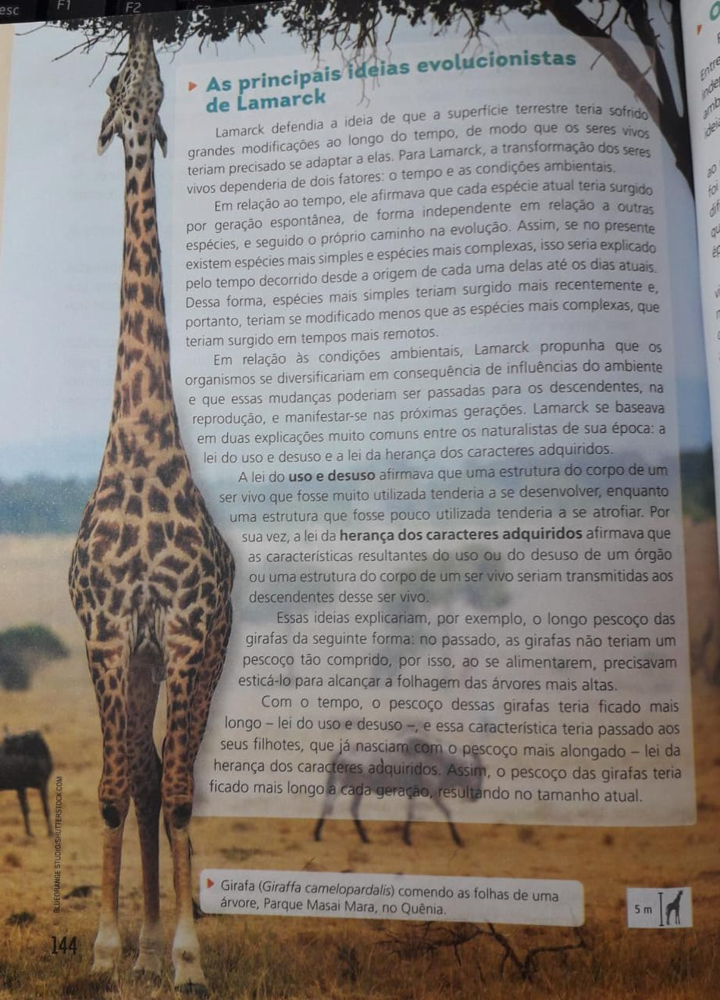 esc
F1
F2
As principais ideias evolucionistas
de Lamarck
Lamarck defendia a ideia de que a superfície terrestre teria sofrido
grandes modificações ao longo do tempo, de modo que os seres vivos
teriam precisado se adaptar a elas. Para Lamarck, a transformação dos seres
vivos dependeria de dois fatores: o tempo e as condições ambientais.
Em relação ao tempo, ele afirmava que cada espécie atual teria surgido
por geração espontânea, de forma independente em relação a outras
espécies, e seguido o próprio caminho na evolução. Assim, se no presente
existem espécies mais simples e espécies mais complexas, isso seria explicado
pelo tempo decorrido desde a origem de cada uma delas até os dias atuais.
Dessa forma, espécies mais simples teriam surgido mais recentemente e,
portanto, teriam se modificado menos que as espécies mais complexas, que
teriam surgido em tempos mais remotos.
Em relação às condições ambientais, Lamarck propunha que os
organismos se diversificariam em consequência de influências do ambiente
e que essas mudanças poderiam ser passadas para os descendentes, na
reprodução, e manifestar-se nas próximas gerações. Lamarck se baseava
em duas explicações muito comuns entre os naturalistas de sua época: a
lei do uso e desuso e a lei da herança dos caracteres adquiridos.
A lei do uso e desuso afirmava que uma estrutura do corpo de um
ser vivo que fosse muito utilizada tenderia a se desenvolver, enquanto
uma estrutura que fosse pouco utilizada tenderia a se atrofiar. Por
sua vez, a lei da herança dos caracteres adquiridos afirmava que
as características resultantes do uso ou do desuso de um órgão
ou uma estrutura do corpo de um ser vivo seriam transmitidas aos
descendentes desse ser vivo.
Essas ideias explicariam, por exemplo, o longo pescoço das
girafas da seguinte forma: no passado, as girafas não teriam um
pescoço tão comprido, por isso, ao se alimentarem, precisavam
esticá-lo para alcançar a folhagem das árvores mais altas.
Com o tempo, o pescoço dessas girafas teria ficado mais
longo – lei do uso e desuso –, e essa característica teria passado aos
seus filhotes, que já nasciam com o pescoço mais alongado – lei da
herança dos caracteres adquiridos. Assim, o pescoço das girafas teria
ficado mais longo a cada geração, resultando no tamanho atual.
BLUEORANGE STUDIO/SHUTTERSTOCK.COM
Girafa (Giraffa camelopardalis) comendo as folhas de uma
árvore, Parque Masai Mara, no Quênia.
5 m
144